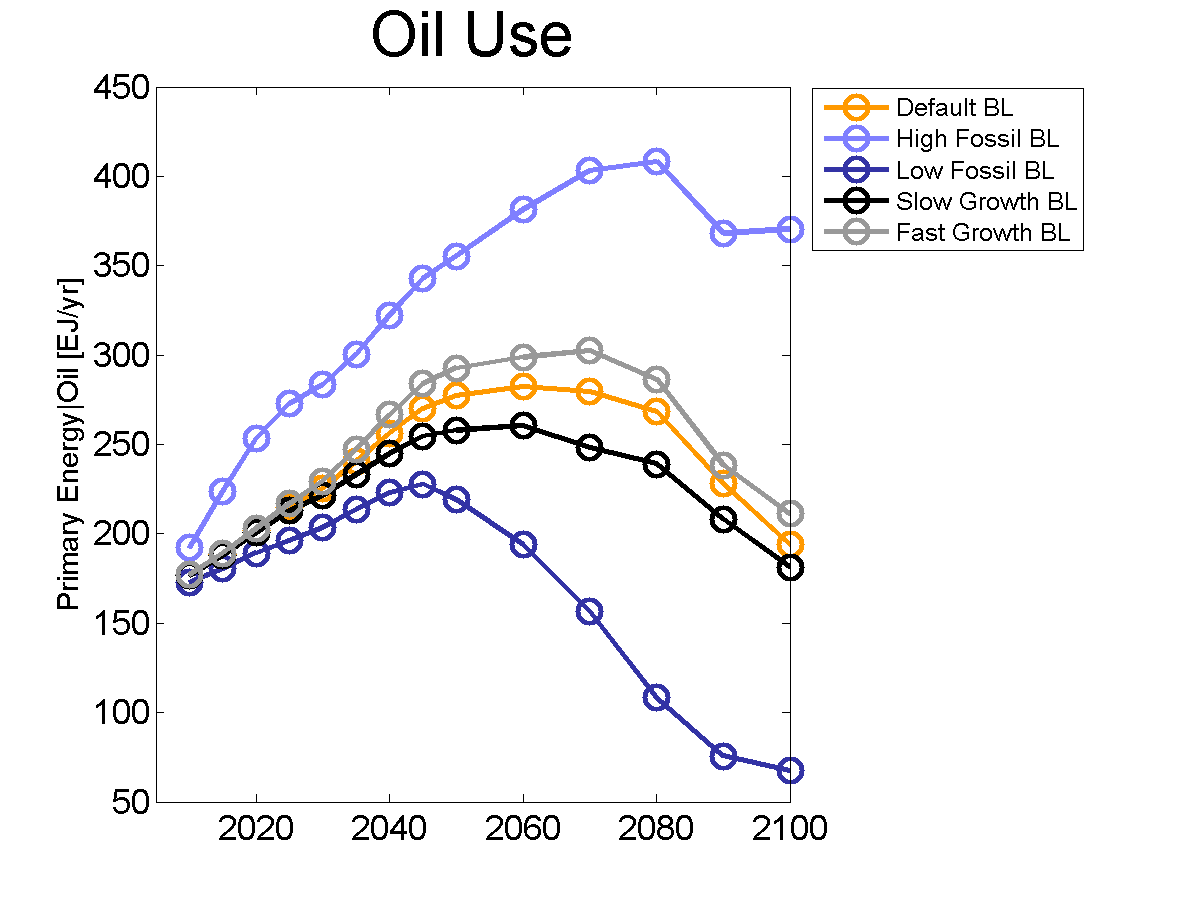 Oil Use
Primary Energy|Oil [EJ/yr]
450
400
350
300
250
200
150
100
50
2020 2040 2060 2080 2100
Default BL
High Fossil BL
Low Fossil BL
Slow Growth BL
Fast Growth BL